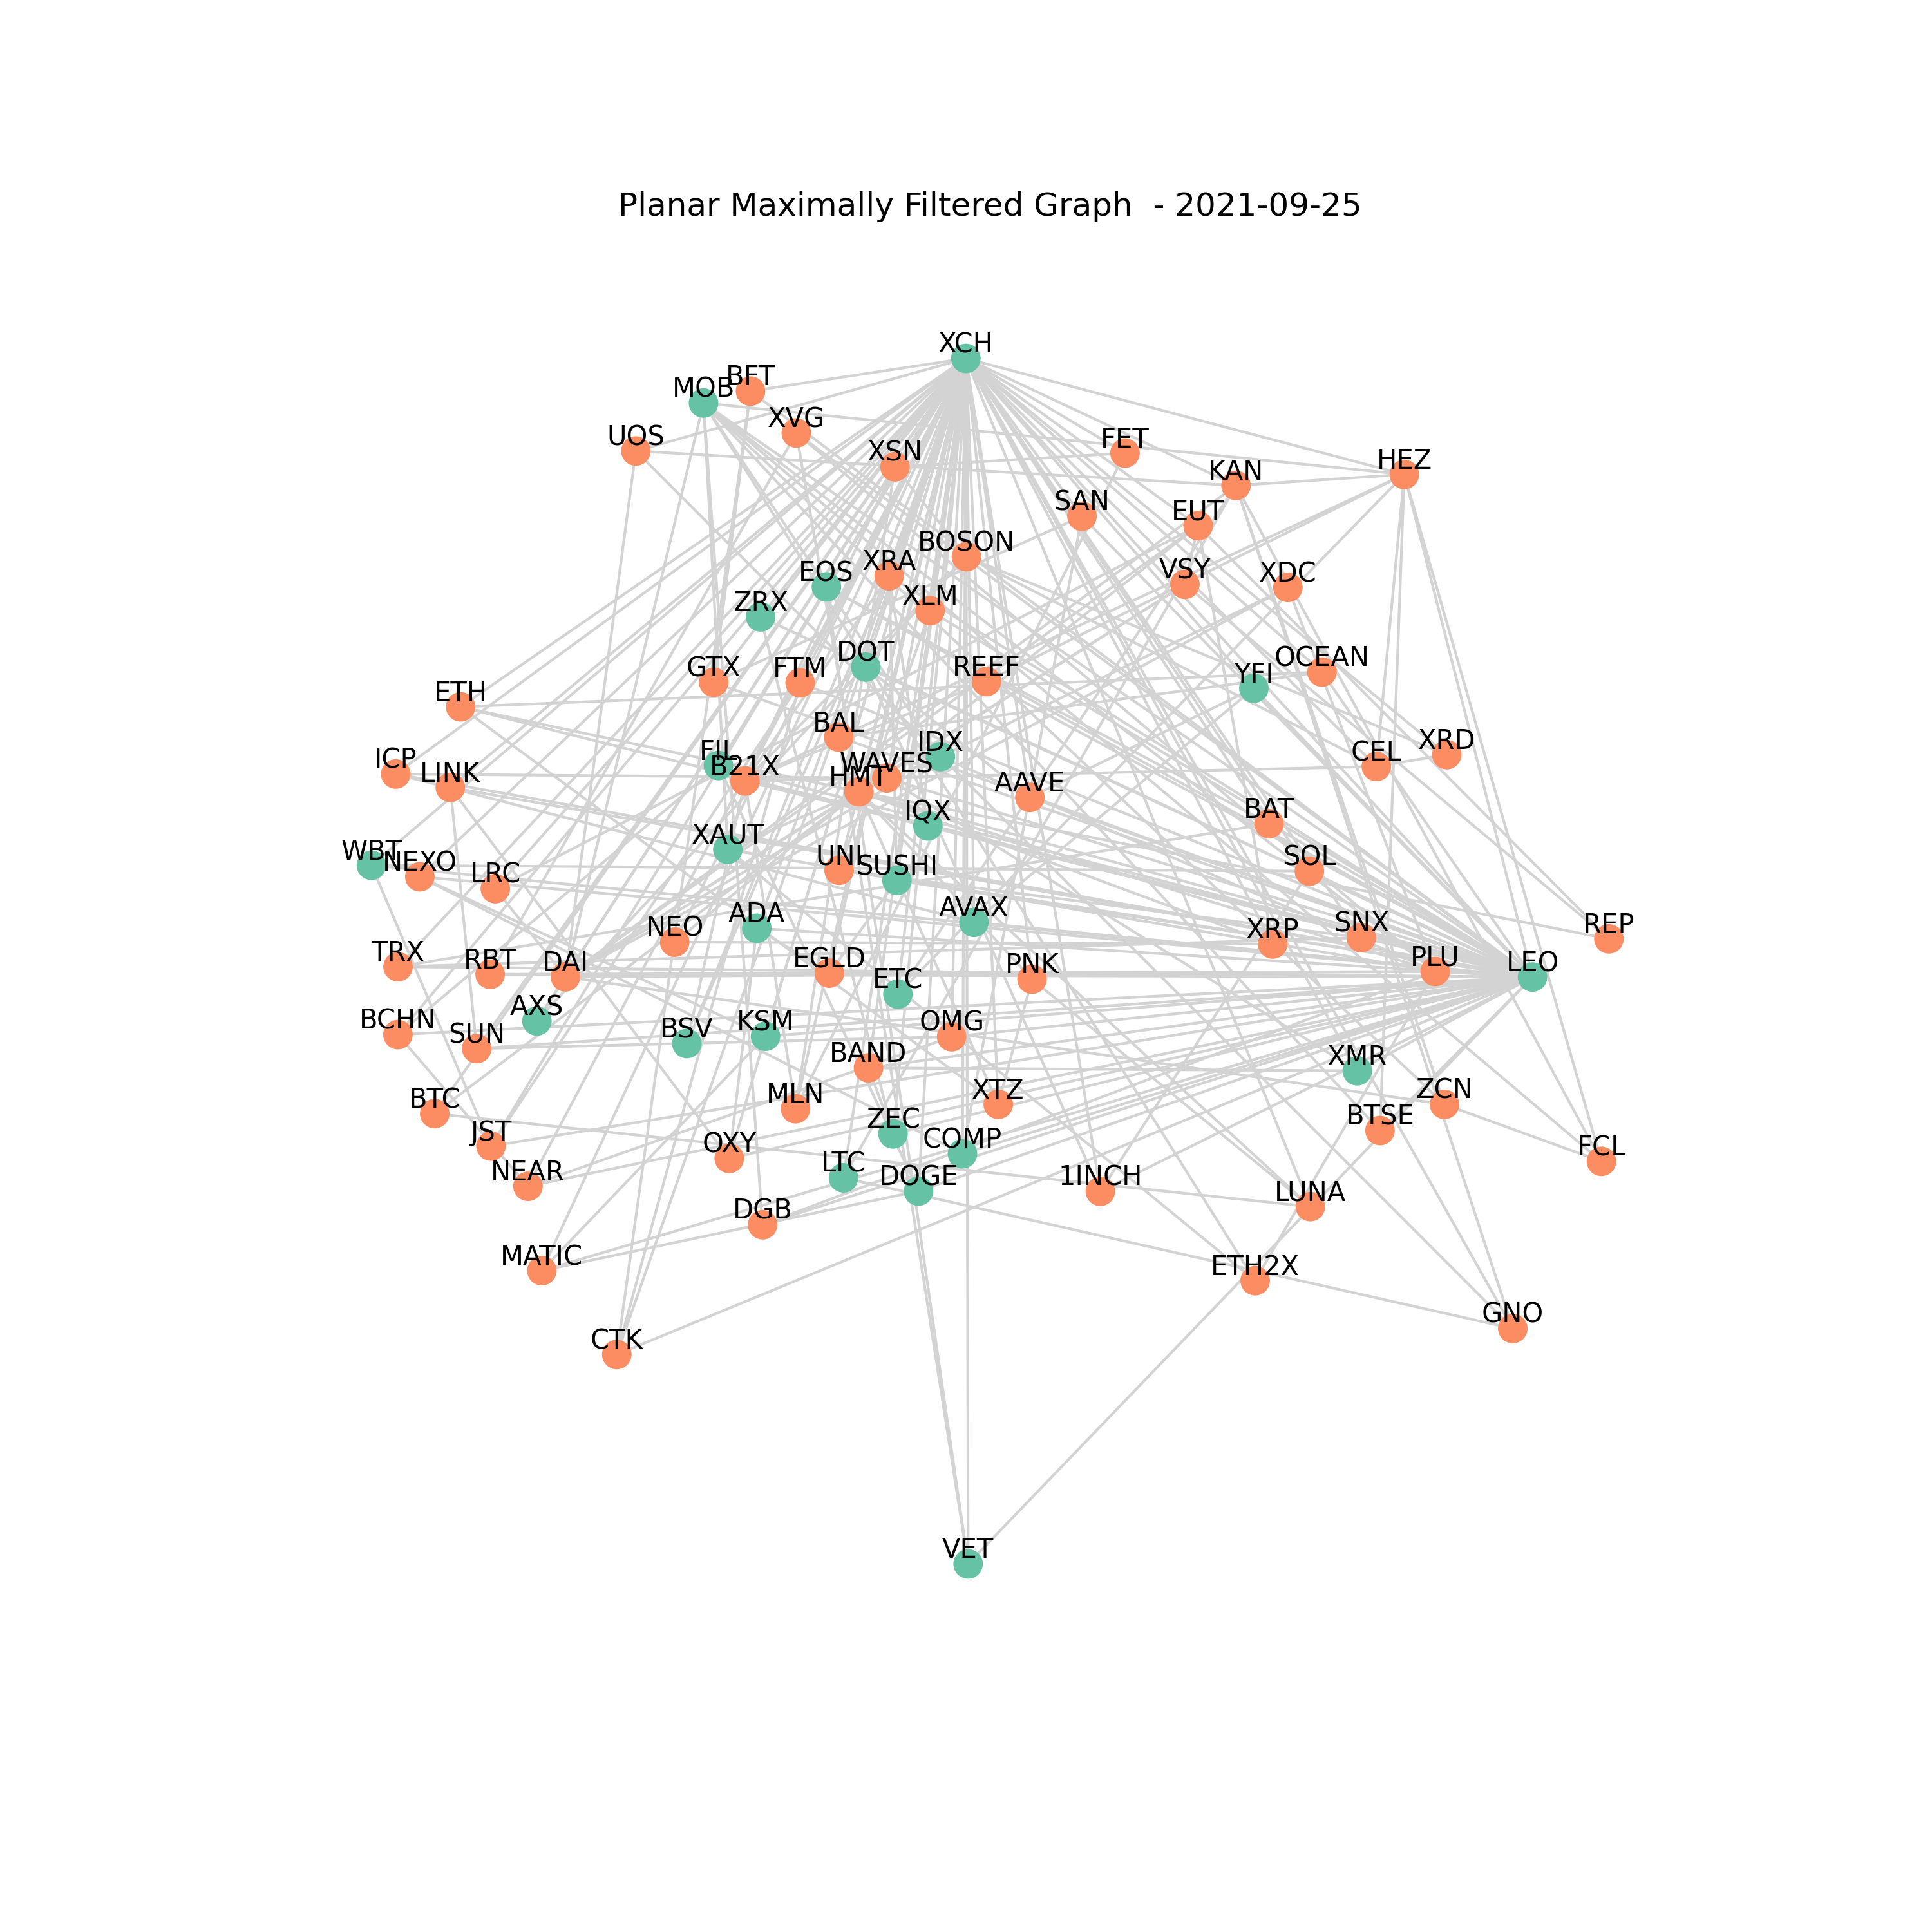 Planar Maximally Filtered Graph  - 2021-09-25
XCH
BFT
MOB
XVG
UOS
FET
XSN
HEZ
KAN
SAN
EUT
BOSON
XRA
VSY
XDC
EOS
XLM
ZRX
DOT
OCEAN
GTX
FTM
REEF
YFI
ETH
BAL
IDX
XRD
FIL
CEL
ICP
B21X
WAVES
LINK
HMT
AAVE
BAT
IQX
XAUT
WBT
UNI
SOL
NEXO
SUSHI
LRC
ADA
AVAX
SNX
REP
NEO
XRP
TRX
EGLD
PLU
RBT
DAI
PNK
LEO
ETC
AXS
BCHN
KSM
OMG
SUN
BSV
BAND
XMR
ZCN
XTZ
MLN
BTC
BTSE
ZEC
JST
COMP
OXY
FCL
LTC
NEAR
DOGE
1INCH
LUNA
DGB
MATIC
ETH2X
GNO
CTK
VET